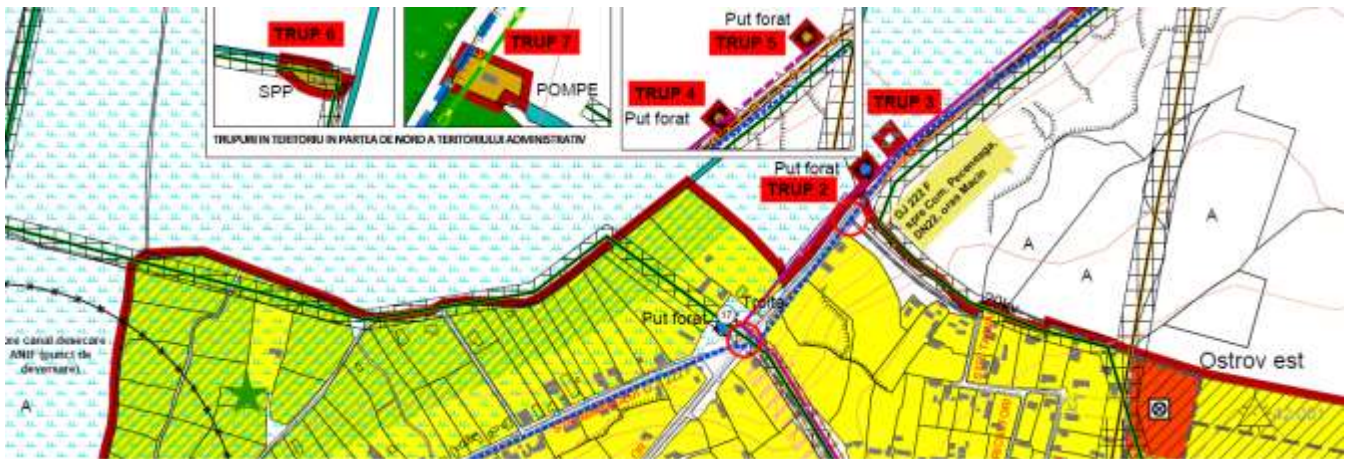 TRUP 6
SPP
TRUP 7
POMPE
TRUPURI IN TERITORIU IN PARTEA DE NORD A TERITORIULUI ADMINISTRATIV
Put forat
TRUP 5
TRUP 4
Put forat
TRUP 3
Put forat
TRUP 2
DJ 222 F
spre Com. Peceneaga,
DN22, oras Macin
A
A
A
A
Troita
17
Put forat
canal desecare
ANIF (punct de
deversare)
A
Ostrov est